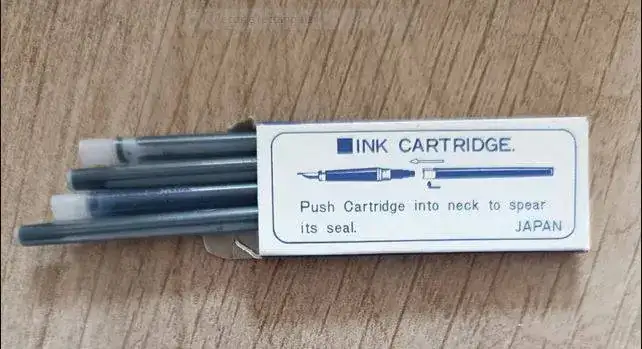 ■INK CARTRIDGE.
Push Cartridge into neck to spear
its seal.
JAPAN